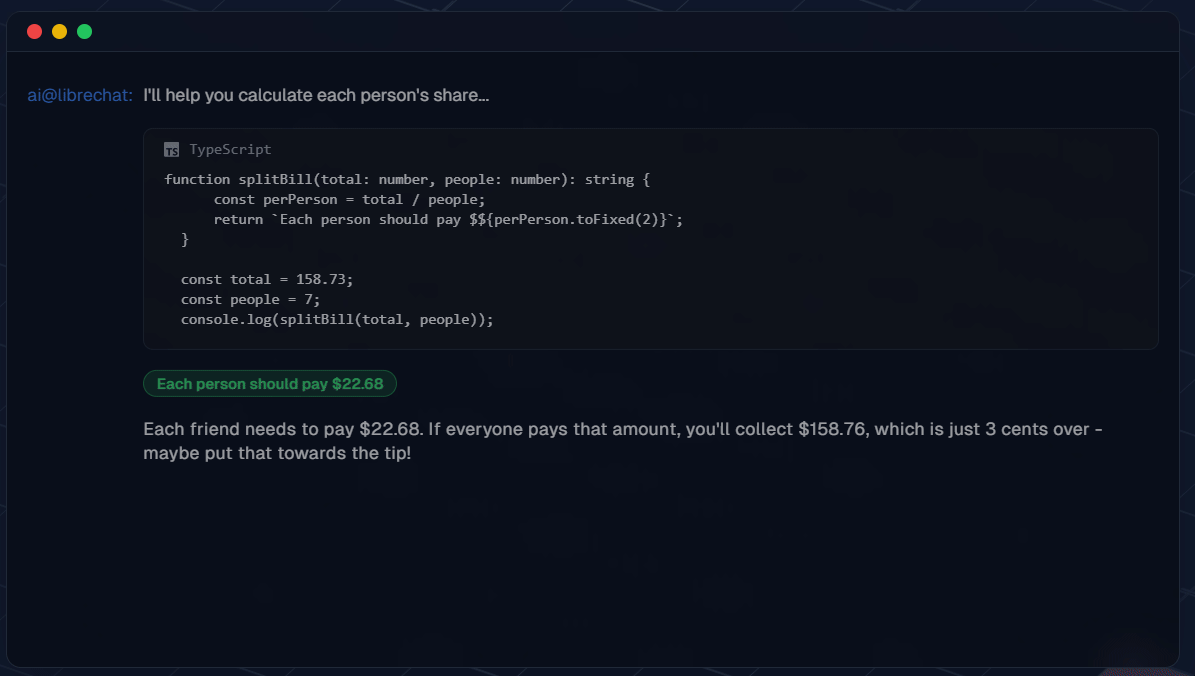 ai@librechat: I'll help you calculate each person's share...
TS TypeScript
function splitBill(total: number, people: number): string {
const perPerson = total / people;
return `Each person should pay $${perPerson.toFixed(2)}`;
}
const total = 158.73;
const people = 7;
console.log(splitBill(total, people));
Each person should pay $22.68
Each friend needs to pay $22.68. If everyone pays that amount, you'll collect $158.76, which is just 3 cents over -
maybe put that towards the tip!